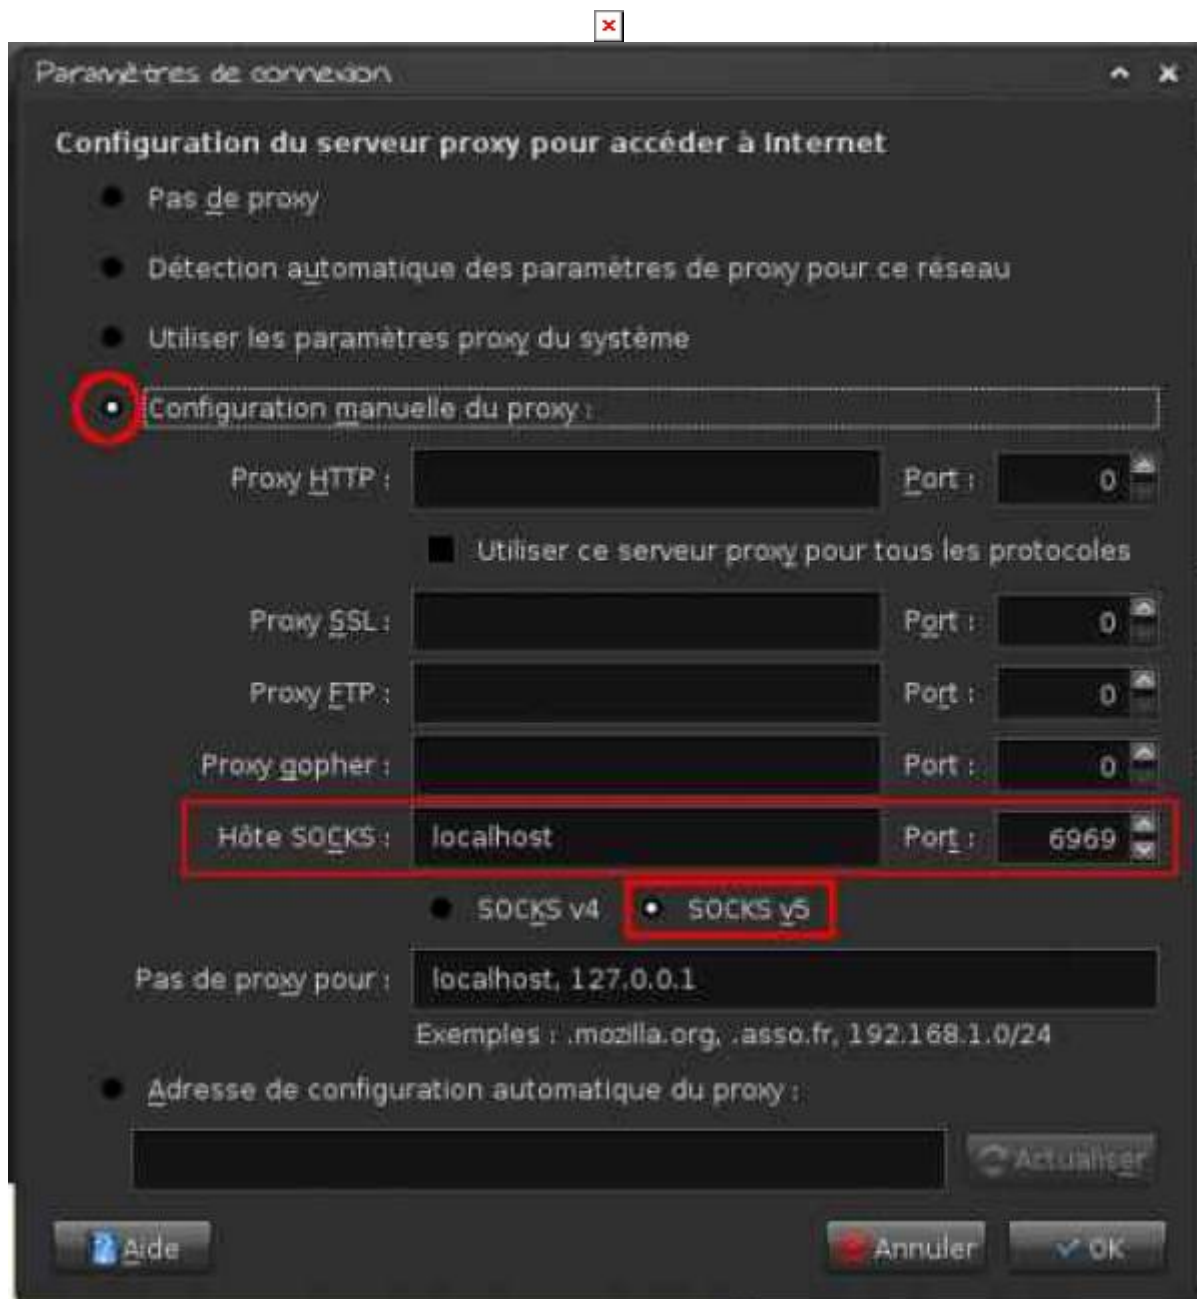 Paramètres de connexion
Configuration du serveur proxy pour accéder à Internet
Pas de proxy
Détection automatique des paramètres de proxy pour ce réseau
Utiliser les paramètres proxy du système
Configuration manuelle du proxy :
Proxy HTTP : Port : 0
Utiliser ce serveur proxy pour tous les protocoles
Proxy SSL : Port : 0
Proxy FTP : Port : 0
Proxy gopher : Port : 0
Hôte SOCKS : localhost Port : 6969
SOCKS v4 SOCKS v5
Pas de proxy pour : localhost, 127.0.0.1
Exemples : .mozilla.org, .asso.fr, 192.168.1.0/24
Adresse de configuration automatique du proxy :
Actualiser
Aide Annuler OK